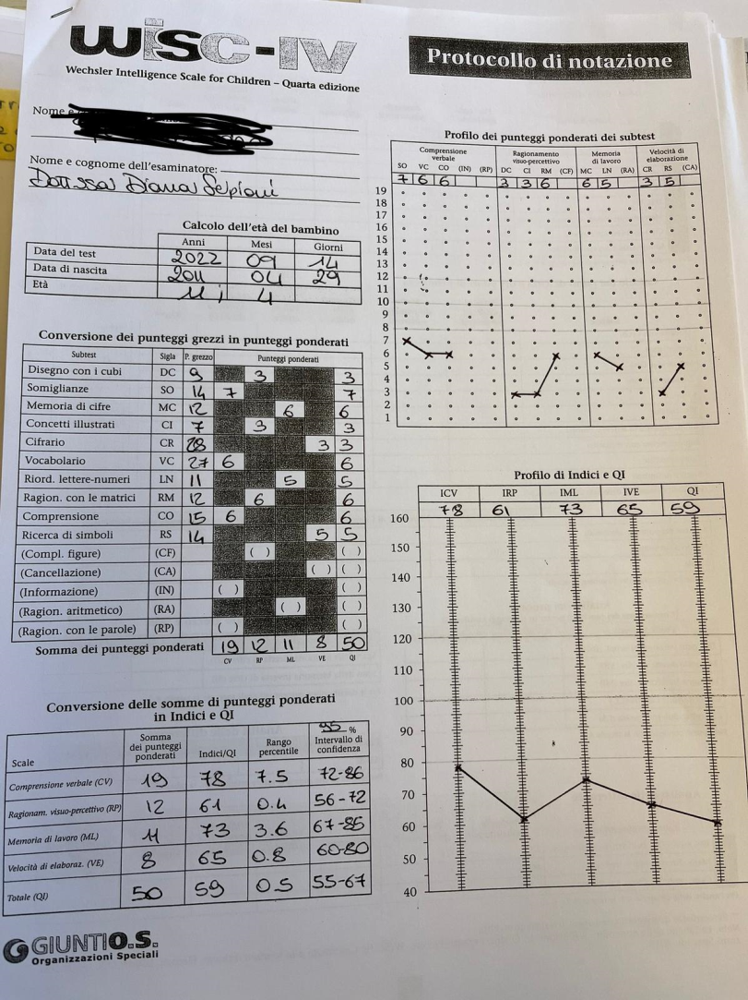 WISC-IV
Wechsler Intelligence Scale for Children – Quarta edizione
Protocollo di notazione
Nome e
Nome e cognome dell'esaminatore:
Dott.ssa Diana
Calcolo dell'età del bambino
Anni Mesi Giorni
Data del test 2022 09 14
Data di nascita 2011 04 29
Età 11 ; 4
Conversione dei punteggi grezzi in punteggi ponderati
Subtest Sigla P. grezzo Punteggi ponderati
Disegno con i cubi DC 9 3 3
Somiglianze SO 14 7 7
Memoria di cifre MC 12 6 6
Concetti illustrati CI 7 3 3
Cifrario CR 28 3 3
Vocabolario VC 27 6 6
Riord. lettere-numeri LN 11 5 5
Ragion. con le matrici RM 12 6 6
Comprensione CO 15 6 6
Ricerca di simboli RS 14 5 5
(Compl. figure) (CF) ( ) ( )
(Cancellazione) (CA) ( ) ( )
(Informazione) (IN) ( ) ( )
(Ragion. aritmetico) (RA) ( ) ( )
(Ragion. con le parole) (RP) ( ) ( )
Somma dei punteggi ponderati 19 12 11 8 50
CV RP ML VE QI
Conversione delle somme di punteggi ponderati
in Indici e QI
Scale Somma dei punteggi ponderati Indici/QI Rango percentile 95 % Intervallo di confidenza
Comprensione verbale (CV) 19 78 7.5 72-86
Ragionam. visuo-percettivo (RP) 12 61 0.4 56-72
Memoria di lavoro (ML) 11 73 3.6 67-85
Velocità di elaboraz. (VE) 8 65 0.8 60-80
Totale (QI) 50 59 0.5 55-67
GIUNTI O.S.
Organizzazioni Speciali
Profilo dei punteggi ponderati dei subtest
Comprensione verbale Ragionamento visuo-percettivo Memoria di lavoro Velocità di elaborazione
SO VC CO (IN) (RP) DC CI RM (CF) MC LN (RA) CR RS (CA)
7 6 6 3 3 6 6 5 3 5
19
18
17
16
15
14
13
12
11
10
9
8
7
6
5
4
3
2
1
Profilo di Indici e QI
ICV IRP IML IVE QI
78 61 73 65 59
160
150
140
130
120
110
100
90
80
70
60
50
40